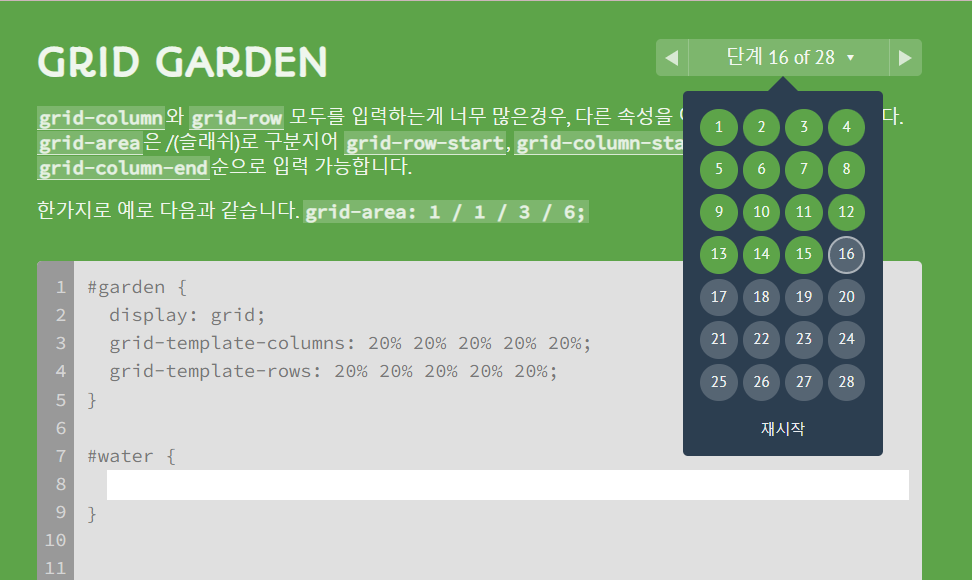 GRID GARDEN
◀ 단계 16 of 28 ▼ ▶
grid-column와 grid-row 모두를 입력하는게 너무 많은경우, 다른 속성을 다.
grid-area은 /(슬래쉬)로 구분지어 grid-row-start, grid-column-sta
grid-column-end순으로 입력 가능합니다.
한가지로 예로 다음과 같습니다. grid-area: 1 / 1 / 3 / 6;
1 2 3 4
5 6 7 8
9 10 11 12
13 14 15 16
17 18 19 20
21 22 23 24
25 26 27 28
재시작
1 #garden {
2 display: grid;
3 grid-template-columns: 20% 20% 20% 20% 20%;
4 grid-template-rows: 20% 20% 20% 20% 20%;
5 }
6
7 #water {
8
9 }
10
11